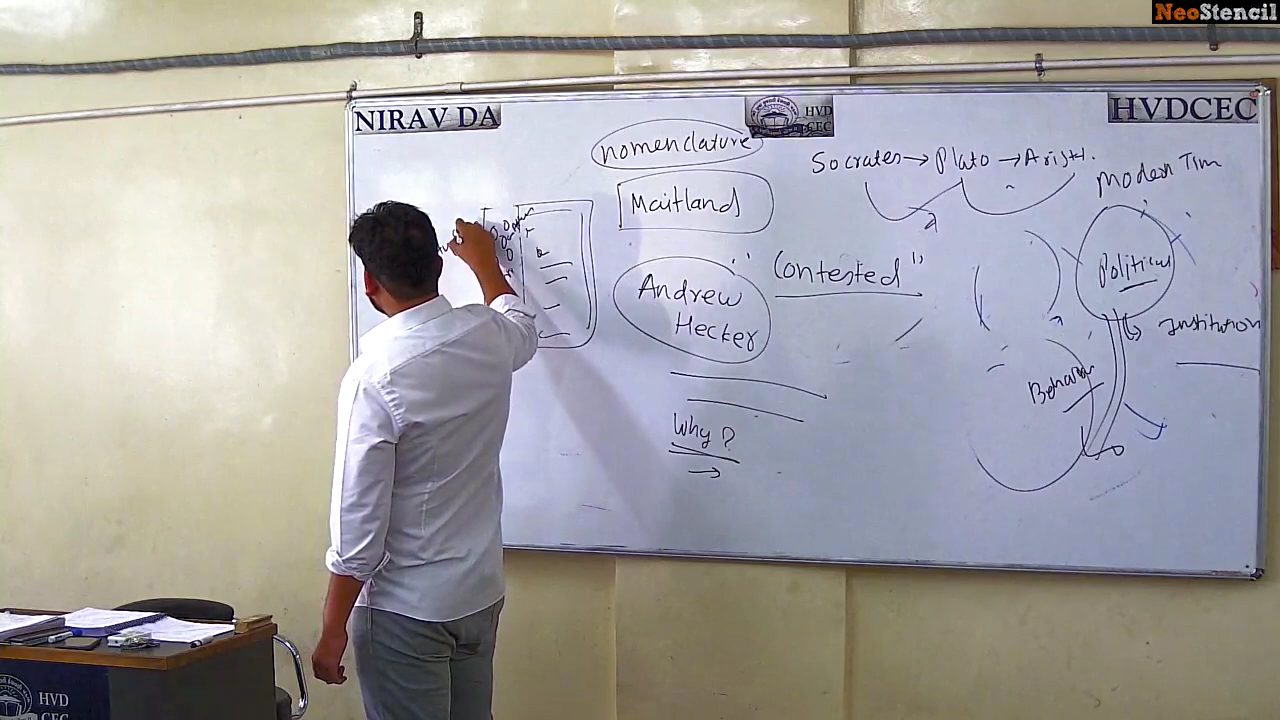 NeoStencil
NIRAV DA
HVD
CEC
HVDCEC
nomenclature
Socrates → Plato → Arist.
Modern Tim
Maitland
"Contested"
Political
Andrew
Hecker
Institution
Behavior
Why?
→
HVD
CEC